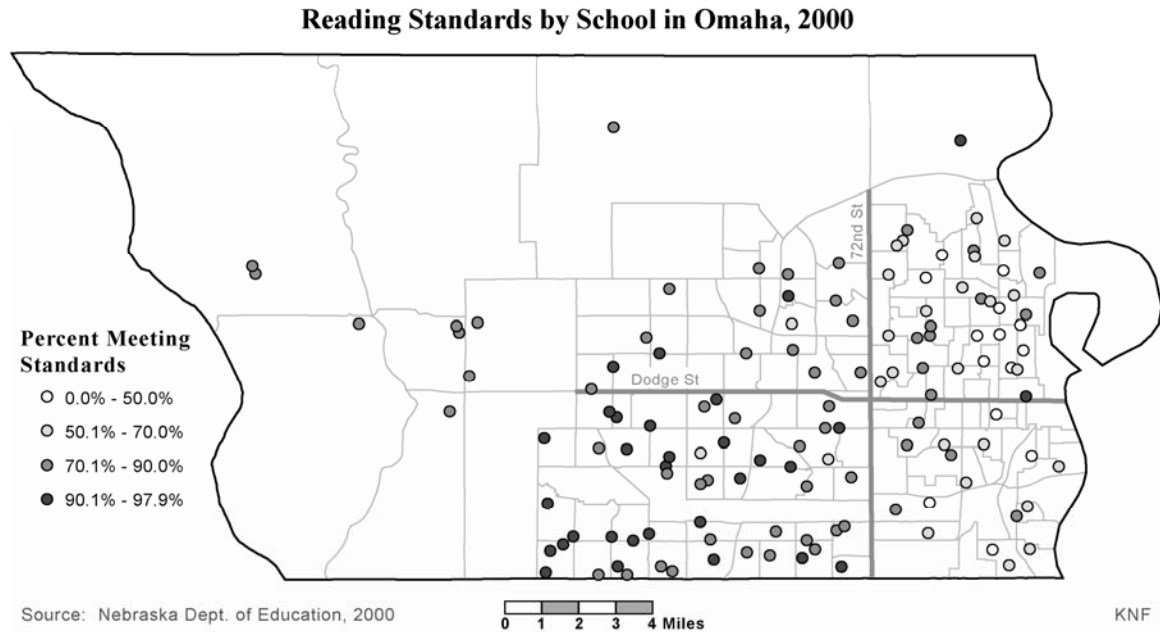 Reading Standards by School in Omaha, 2000
72nd St
Dodge St
Percent Meeting
Standards
0.0% - 50.0%
50.1% - 70.0%
70.1% - 90.0%
90.1% - 97.9%
Source: Nebraska Dept. of Education, 2000
0 1 2 3 4 Miles
KNF